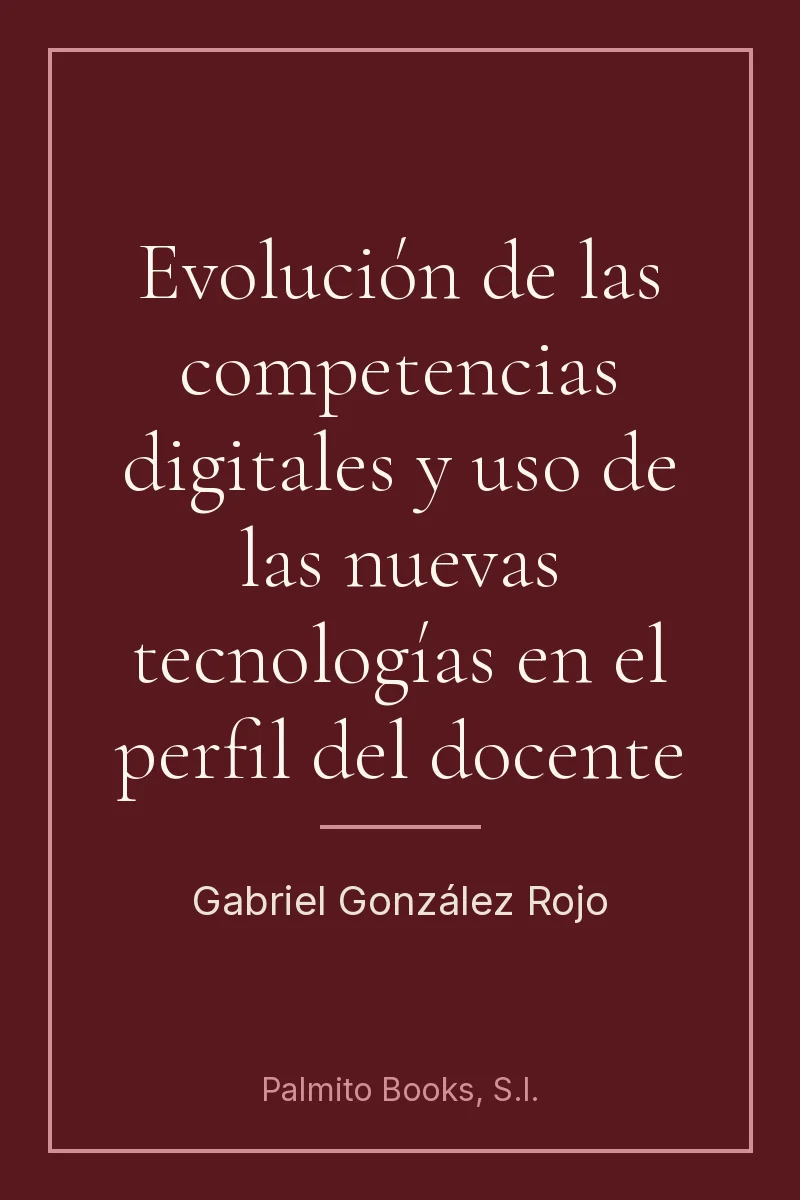 Evolución de las
competencias
digitales y uso de
las nuevas
tecnologías en el
perfil del docente
Gabriel González Rojo
Palmito Books, S.l.